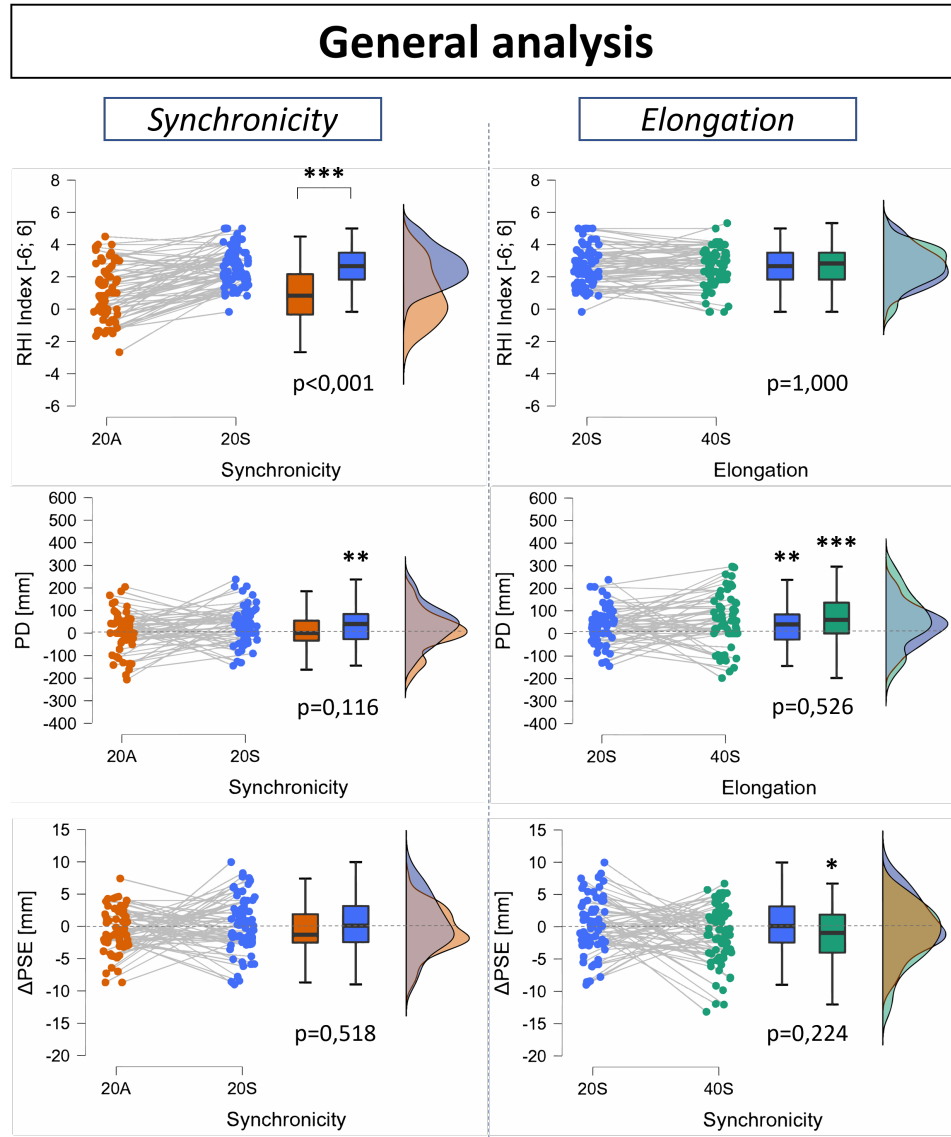 General analysis
Synchronicity
Elongation
8
6
4
2
0
-2
-4
-6
RHI Index [-6; 6]
***
p<0,001
20A
20S
Synchronicity
8
6
4
2
0
-2
-4
-6
RHI Index [-6; 6]
p=1,000
20S
40S
Elongation
600
500
400
300
200
100
0
-100
-200
-300
-400
PD [mm]
**
p=0,116
20A
20S
Synchronicity
600
500
400
300
200
100
0
-100
-200
-300
-400
PD [mm]
**
***
p=0,526
20S
40S
Elongation
15
10
5
0
-5
-10
-15
-20
ΔPSE [mm]
p=0,518
20A
20S
Synchronicity
15
10
5
0
-5
-10
-15
-20
ΔPSE [mm]
*
p=0,224
20S
40S
Synchronicity